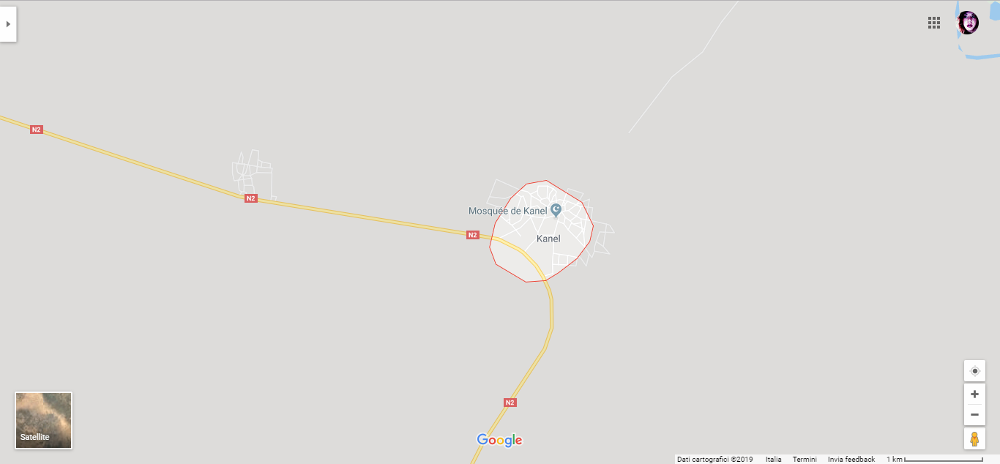 N2
N2
Mosquée de Kanel
N2
Kanel
N2
Satellite
Google
Dati cartografici ©2019 Italia Termini Invia feedback 1 km